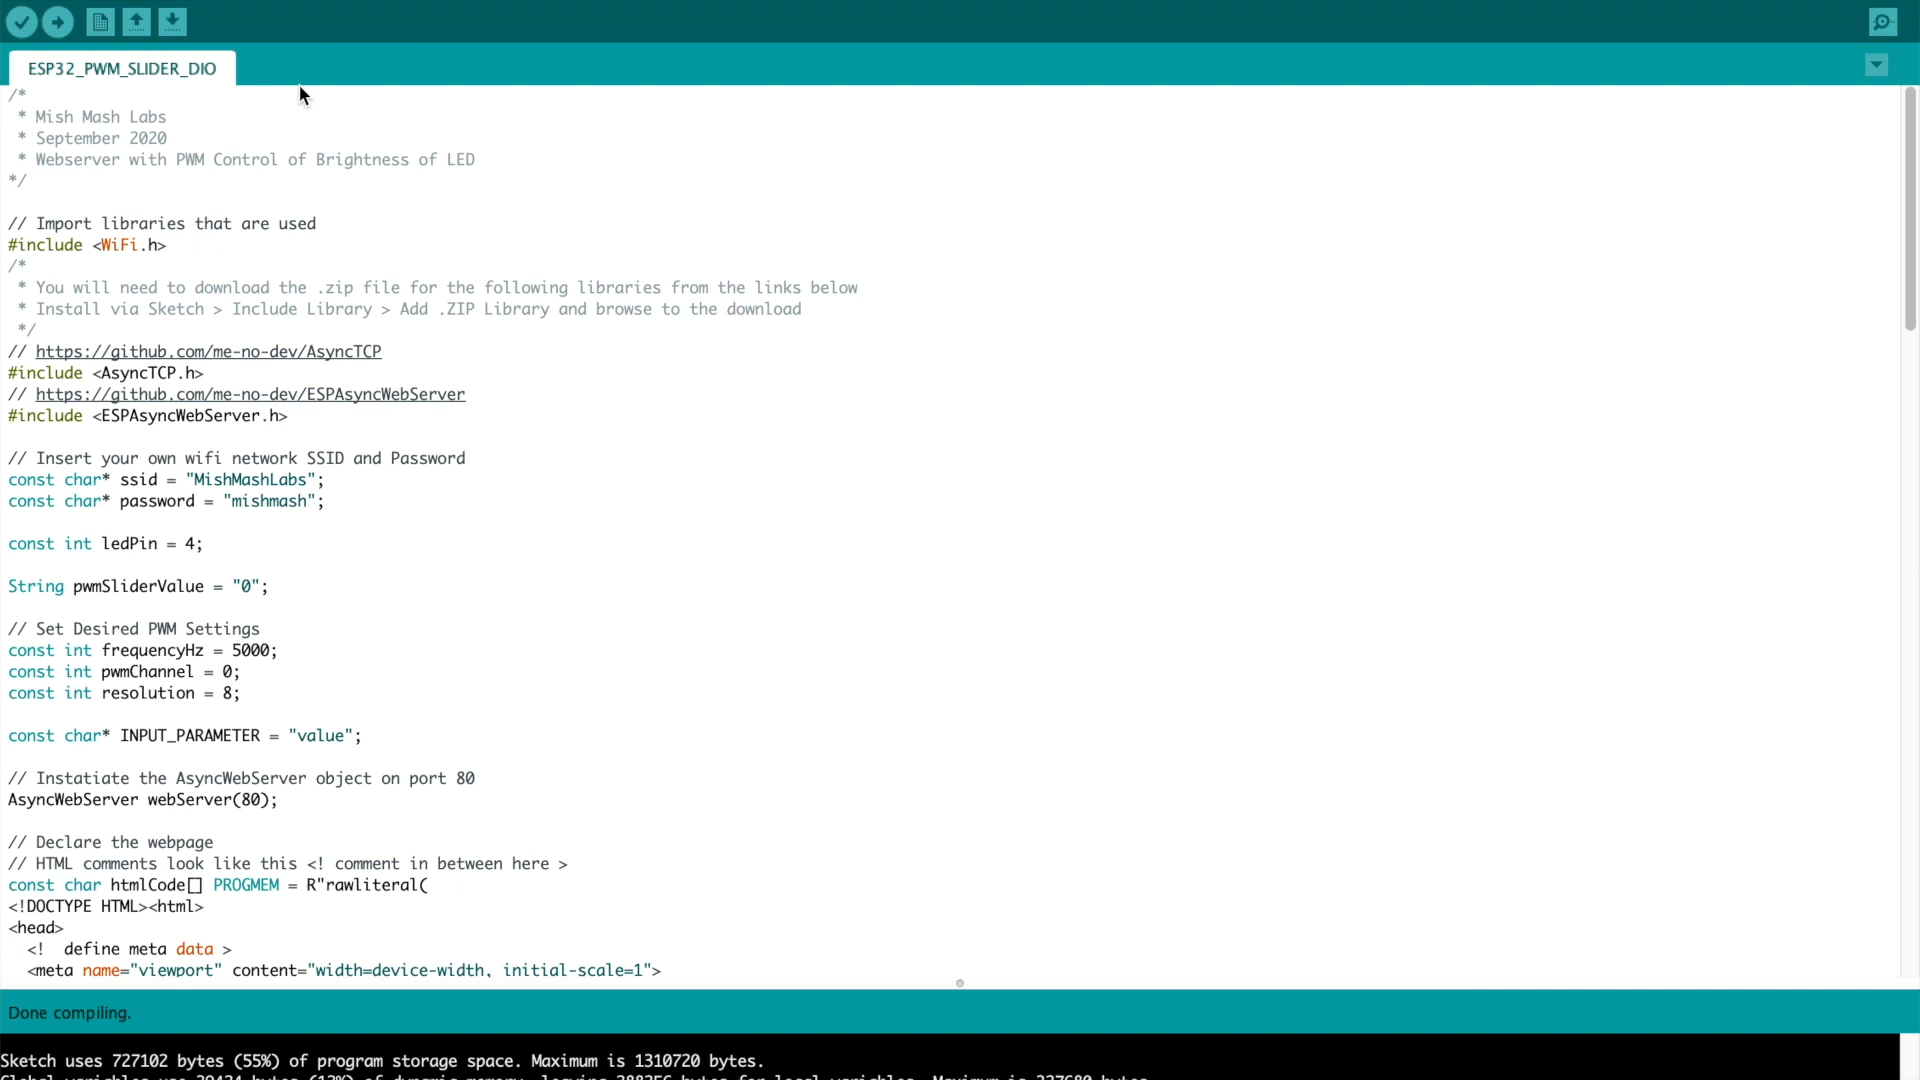 ESP32_PWM_SLIDER_DIO
/*
 * Mish Mash Labs
 * September 2020
 * Webserver with PWM Control of Brightness of LED
*/
// Import libraries that are used
#include <WiFi.h>
/*
 * You will need to download the .zip file for the following libraries from the links below
 * Install via Sketch > Include Library > Add .ZIP Library and browse to the download
 */
// https://github.com/me-no-dev/AsyncTCP
#include <AsyncTCP.h>
// https://github.com/me-no-dev/ESPAsyncWebServer
#include <ESPAsyncWebServer.h>
// Insert your own wifi network SSID and Password
const char* ssid = "MishMashLabs";
const char* password = "mishmash";
const int ledPin = 4;
String pwmSliderValue = "0";
// Set Desired PWM Settings
const int frequencyHz = 5000;
const int pwmChannel = 0;
const int resolution = 8;
const char* INPUT_PARAMETER = "value";
// Instatiate the AsyncWebServer object on port 80
AsyncWebServer webServer(80);
// Declare the webpage
// HTML comments look like this <! comment in between here >
const char htmlCode[] PROGMEM = R"rawliteral(
<!DOCTYPE HTML><html>
<head>
  <!  define meta data >
  <meta name="viewport" content="width=device-width, initial-scale=1">
Done compiling.
Sketch uses 727102 bytes (55%) of program storage space. Maximum is 1310720 bytes.